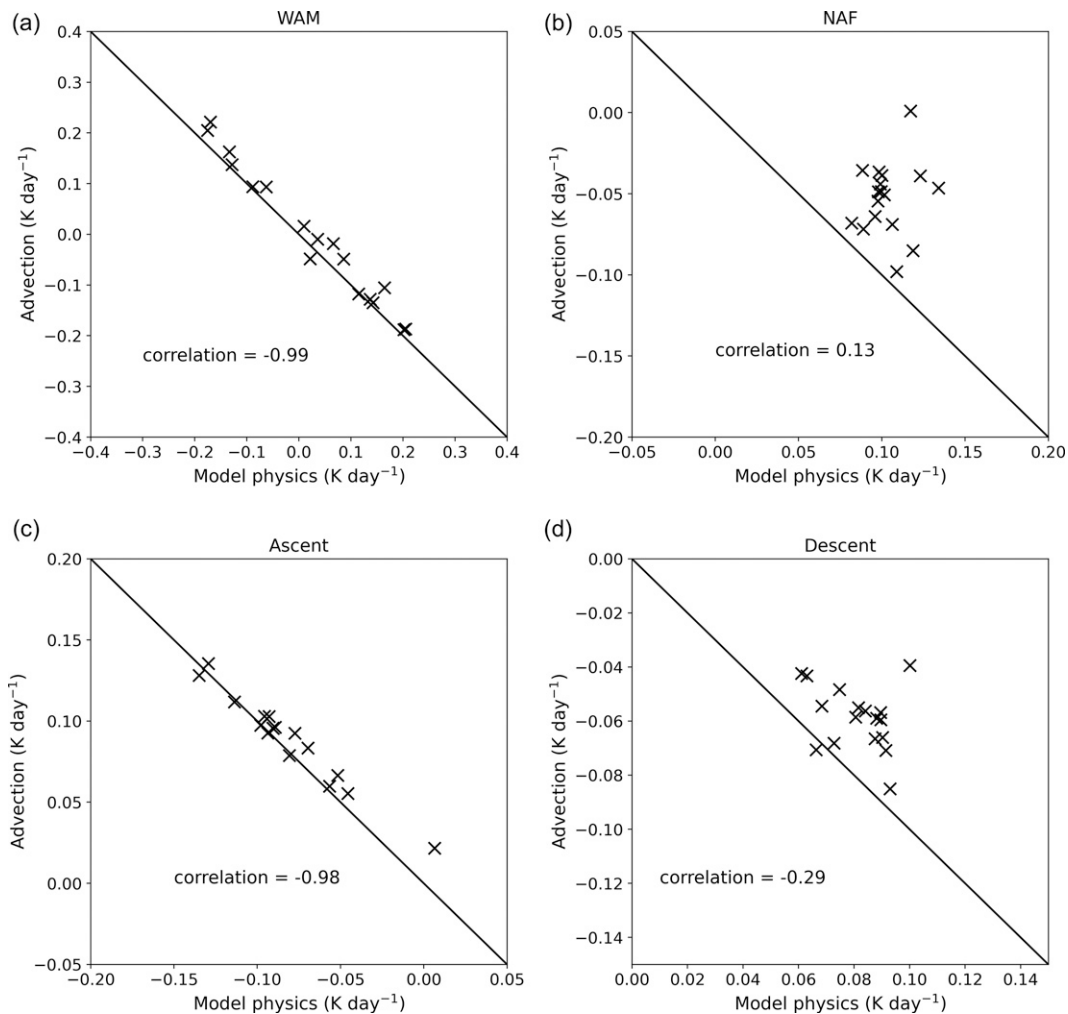 (a)
WAM
0.4
0.3
0.2
0.1
0.0
−0.1
−0.2
−0.3
−0.4
Advection (K day⁻¹)
correlation = -0.99
−0.4 −0.3 −0.2 −0.1 0.0 0.1 0.2 0.3 0.4
Model physics (K day⁻¹)
(b)
NAF
0.05
0.00
−0.05
−0.10
−0.15
−0.20
Advection (K day⁻¹)
correlation = 0.13
−0.05 0.00 0.05 0.10 0.15 0.20
Model physics (K day⁻¹)
(c)
Ascent
0.20
0.15
0.10
0.05
0.00
−0.05
Advection (K day⁻¹)
correlation = -0.98
−0.20 −0.15 −0.10 −0.05 0.00 0.05
Model physics (K day⁻¹)
(d)
Descent
0.00
−0.02
−0.04
−0.06
−0.08
−0.10
−0.12
−0.14
Advection (K day⁻¹)
correlation = -0.29
0.00 0.02 0.04 0.06 0.08 0.10 0.12 0.14
Model physics (K day⁻¹)